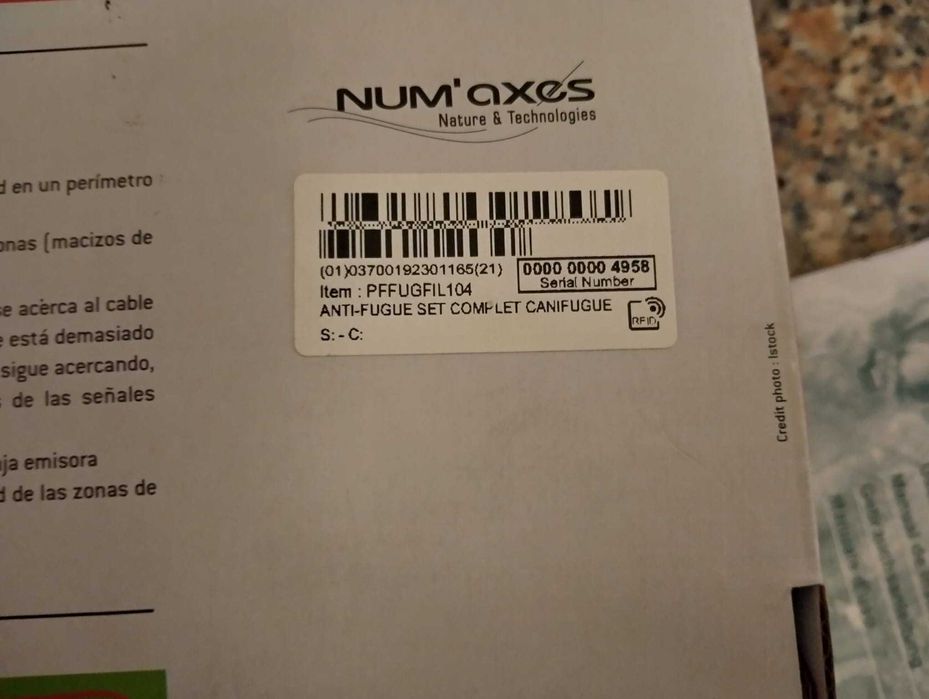 NUM'axes
Nature & Technologies
en un perímetro
(macizos de
se acerca al cable
está demasiado
sigue acercando,
de las señales
emisora
de las zonas de
(01)03700192301165(21)
0000 0000 4958
Serial Number
Item : PFFUGFIL104
ANTI-FUGUE SET COMPLET CANIFUGUE
S: - C:
RFID
Credit photo : Istock